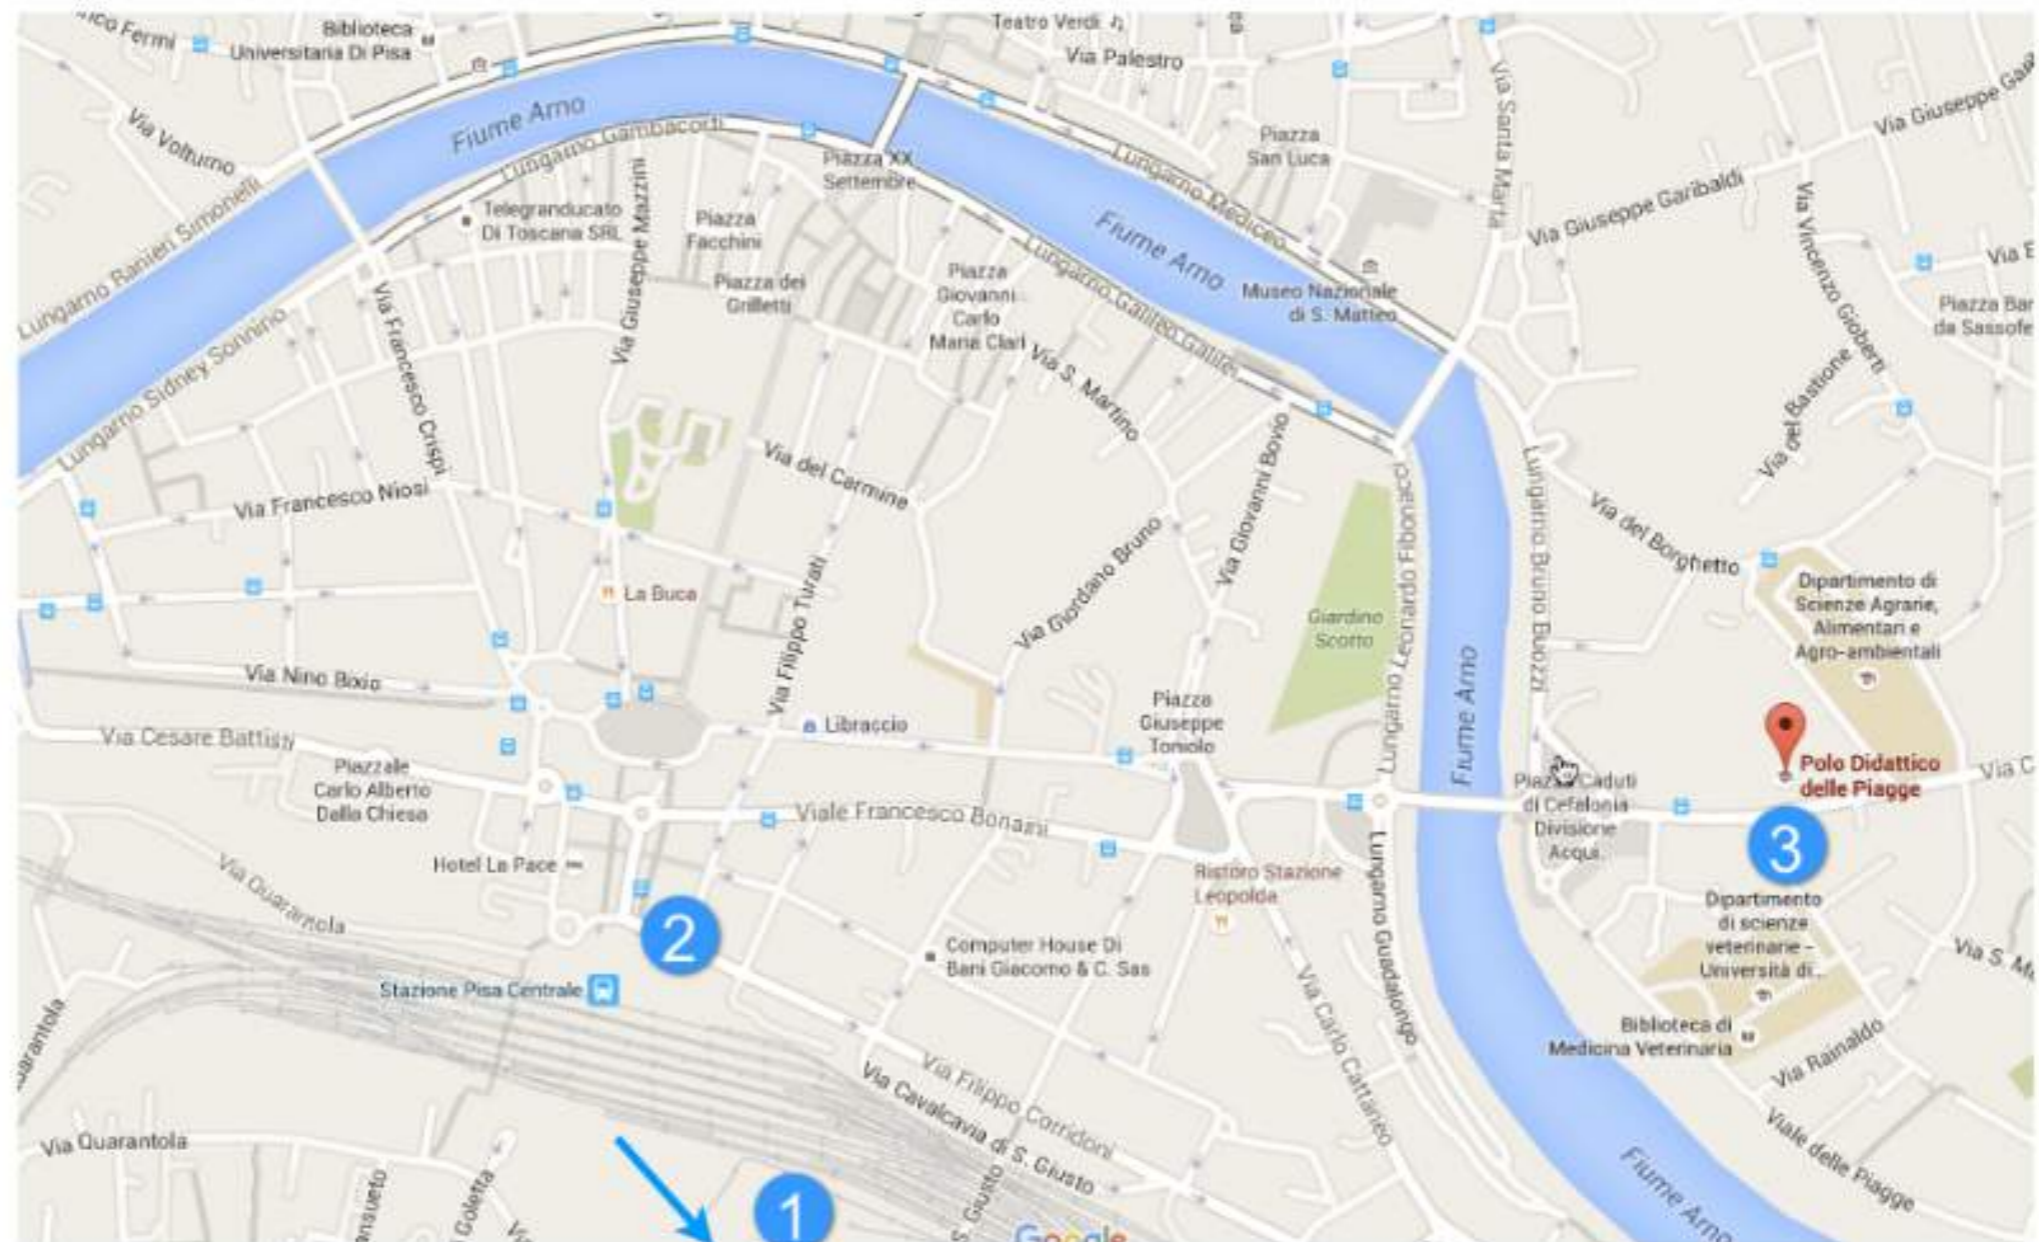 Biblioteca
Universitaria Di Pisa
Teatro Verdi
Via Palestro
Via Volturno
Fiume Arno
Lungarno Gambacorti
Lungarno Ranieri Simonelli
Lungarno Sidney Sonnino
Telegranducato
Di Toscana SRL
Via Giuseppe Mazzini
Piazza
Facchini
Piazza dei
Grilletti
Piazza XX
Settembre
Piazza
Giovanni
Carlo
Maria Clari
Lungarno Mediceo
Fiume Arno
Lungarno Galileo Galilei
Piazza
San Luca
Museo Nazionale
di S. Matteo
Via Santa Marta
Via Giuseppe Garibaldi
Via Giuseppe
Via Vincenzo Gioberti
Via del Bastione
Piazza Bar
da Sassofe
Via Francesco Crispi
Via Francesco Niosi
Via S. Martino
Via del Carmine
Via Giovanni Bovio
Via Giordano Bruno
Via Filippo Turati
La Buca
Giardino
Scotto
Lungarno Leonardo Fibonacci
Fiume Arno
Lungarno Bruno Buozzi
Via del Borghetto
Dipartimento di
Scienze Agrarie,
Alimentari e
Agro-ambientali
Via Nino Bixio
Via Cesare Battisti
Piazzale
Carlo Alberto
Dalla Chiesa
Libraccio
Piazza
Giuseppe
Toniolo
Viale Francesco Bonaini
Piazza Caduti
di Cefalonia
Divisione
Acqui
Polo Didattico
delle Piagge
Via C
3
Hotel La Pace
Via Quarantola
2
Stazione Pisa Centrale
Computer House Di
Bani Giacomo & C. Sas
Ristoro Stazione
Leopolda
Lungarno Guadalongo
Via Carlo Cattaneo
Dipartimento
di scienze
veterinarie -
Università di...
Biblioteca di
Medicina Veterinaria
Via Rainaldo
Viale delle Piagge
Fiume Arno
Via Filippo Corridoni
Via Cavalcavia di S. Giusto
S. Giusto
Via Quarantola
1
Google